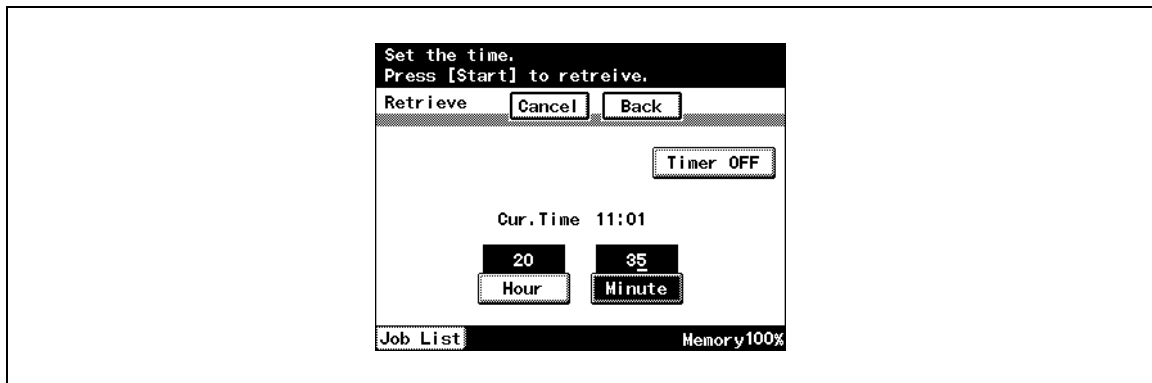 Set the time.
Press [Start] to retreive.
Retrieve Cancel Back
Timer OFF
Cur.Time 11:01
20 35
Hour Minute
Job List Memory100%